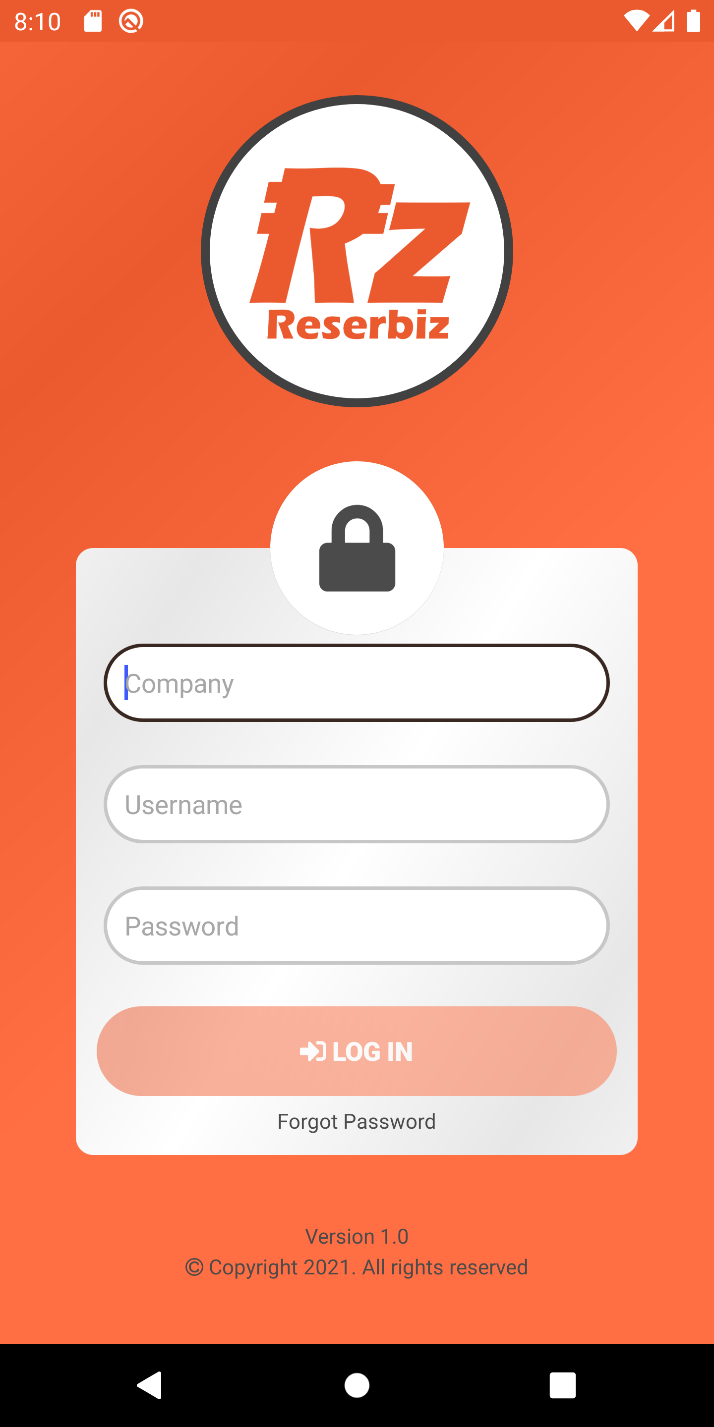 8:10
Rz
Reserbiz
Company
Username
Password
LOG IN
Forgot Password
Version 1.0
© Copyright 2021. All rights reserved